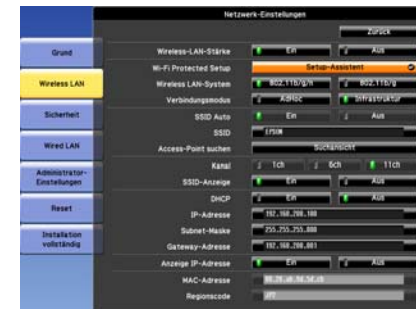 Netzwerk-Einstellungen
Zurück
Grund
Wireless LAN
Sicherheit
Wired LAN
Administrator-
Einstellungen
Reset
Installation
vollständig
Wireless-LAN-Stärke Ein Aus
Wi-Fi Protected Setup Setup-Assistent
Wireless LAN-System 802.11b/g/n 802.11b/g
Verbindungsmodus AdHoc Infrastruktur
SSID Auto Ein Aus
SSID EPSON
Access-Point suchen Suchansicht
Kanal 1ch 6ch 11ch
SSID-Anzeige Ein Aus
DHCP Ein Aus
IP-Adresse 192.168.200.100
Subnet-Maske 255.255.255.000
Gateway-Adresse 192.168.200.001
Anzeige IP-Adresse Ein Aus
MAC-Adresse
Regionscode